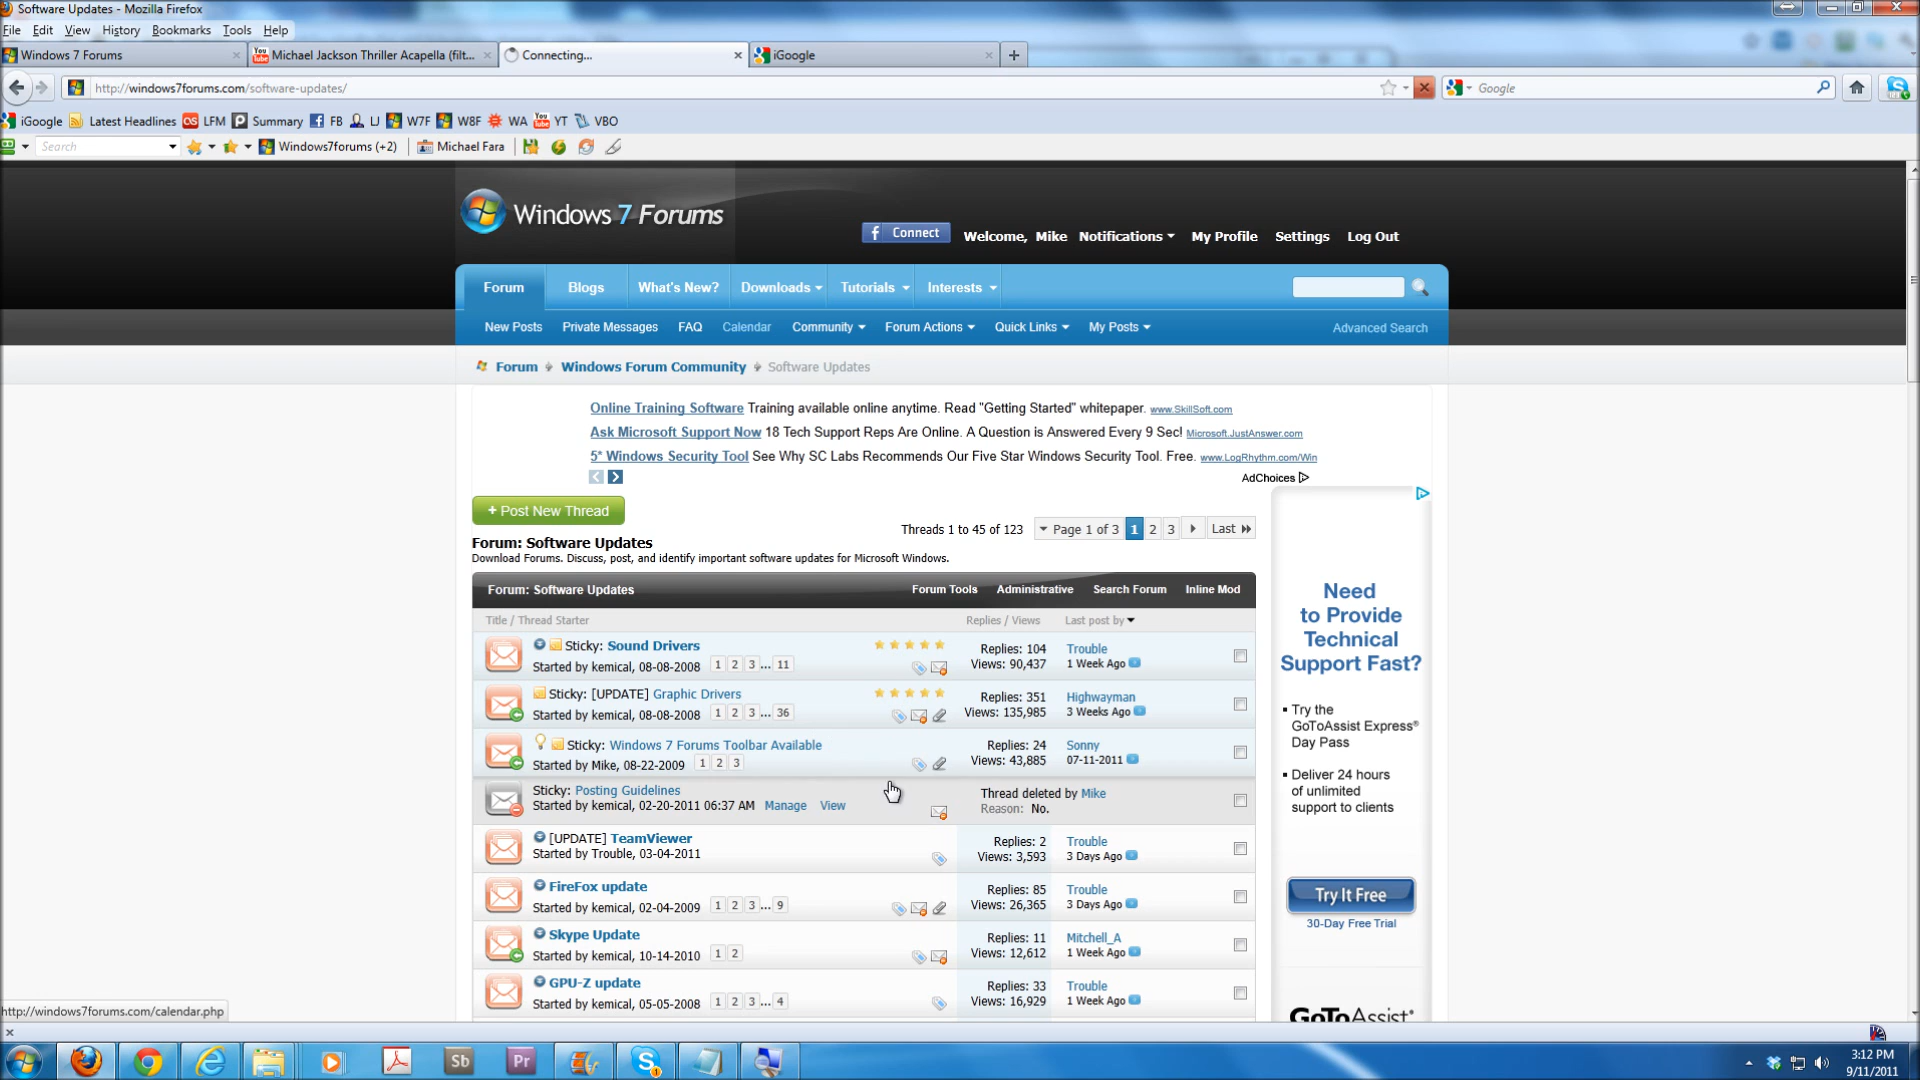 Software Updates - Mozilla Firefox
File Edit View History Bookmarks Tools Help
Windows 7 Forums
Michael Jackson Thriller Acapella (filt...
Connecting...
iGoogle
http://windows7forums.com/software-updates/
Google
iGoogle Latest Headlines LFM Summary FB LJ W7F W8F WA YT VBO
Search Windows7forums (+2) Michael Fara
Windows 7 Forums
f Connect Welcome, Mike Notifications My Profile Settings Log Out
Forum Blogs What's New? Downloads Tutorials Interests
New Posts Private Messages FAQ Calendar Community Forum Actions Quick Links My Posts Advanced Search
Forum Windows Forum Community Software Updates
Online Training Software Training available online anytime. Read "Getting Started" whitepaper. www.SkillSoft.com
Ask Microsoft Support Now 18 Tech Support Reps Are Online. A Question is Answered Every 9 Sec! Microsoft.JustAnswer.com
5* Windows Security Tool See Why SC Labs Recommends Our Five Star Windows Security Tool. Free. www.LogRhythm.com/Win
AdChoices
+ Post New Thread
Threads 1 to 45 of 123 Page 1 of 3 1 2 3 Last
Forum: Software Updates
Download Forums. Discuss, post, and identify important software updates for Microsoft Windows.
Forum: Software Updates Forum Tools Administrative Search Forum Inline Mod
Title / Thread Starter Replies / Views Last post by
Sticky: Sound Drivers Replies: 104 Trouble
Started by kemical, 08-08-2008 1 2 3 ... 11 Views: 90,437 1 Week Ago
Sticky: [UPDATE] Graphic Drivers Replies: 351 Highwayman
Started by kemical, 08-08-2008 1 2 3 ... 36 Views: 135,985 3 Weeks Ago
Sticky: Windows 7 Forums Toolbar Available Replies: 24 Sonny
Started by Mike, 08-22-2009 1 2 3 Views: 43,885 07-11-2011
Sticky: Posting Guidelines Thread deleted by Mike
Started by kemical, 02-20-2011 06:37 AM Manage View Reason: No.
[UPDATE] TeamViewer Replies: 2 Trouble
Started by Trouble, 03-04-2011 Views: 3,593 3 Days Ago
FireFox update Replies: 85 Trouble
Started by kemical, 02-04-2009 1 2 3 ... 9 Views: 26,365 3 Days Ago
Skype Update Replies: 11 Mitchell_A
Started by kemical, 10-14-2010 1 2 Views: 12,612 1 Week Ago
GPU-Z update Replies: 33 Trouble
Started by kemical, 05-05-2008 1 2 3 ... 4 Views: 16,929 1 Week Ago
Need
to Provide
Technical
Support Fast?
Try the
GoToAssist Express®
Day Pass
Deliver 24 hours
of unlimited
support to clients
Try It Free
30-Day Free Trial
GoToAssist
http://windows7forums.com/calendar.php
Sb Pr
3:12 PM
9/11/2011